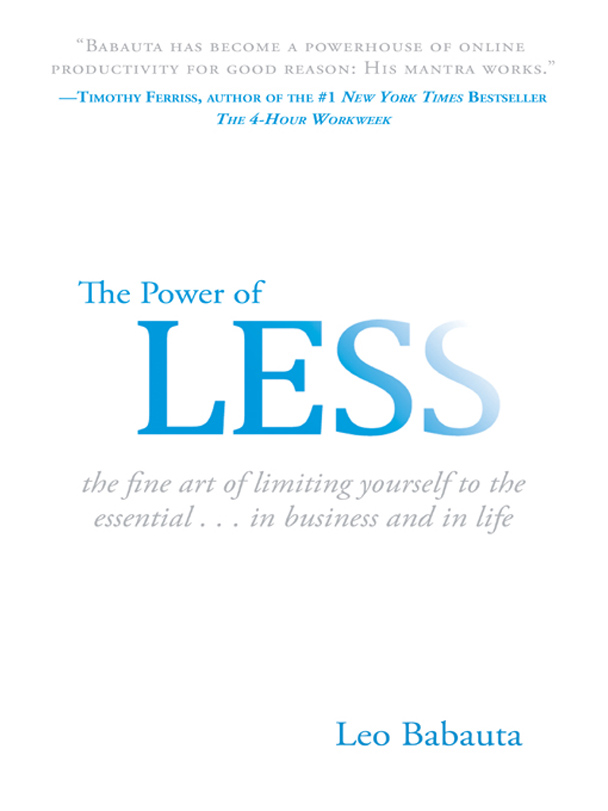 “Babauta has become a powerhouse of online
productivity for good reason: His mantra works.”
—Timothy Ferriss, author of the #1 New York Times Bestseller
The 4-Hour Workweek
The Power of
LESS
the fine art of limiting yourself to the
essential . . . in business and in life
Leo Babauta